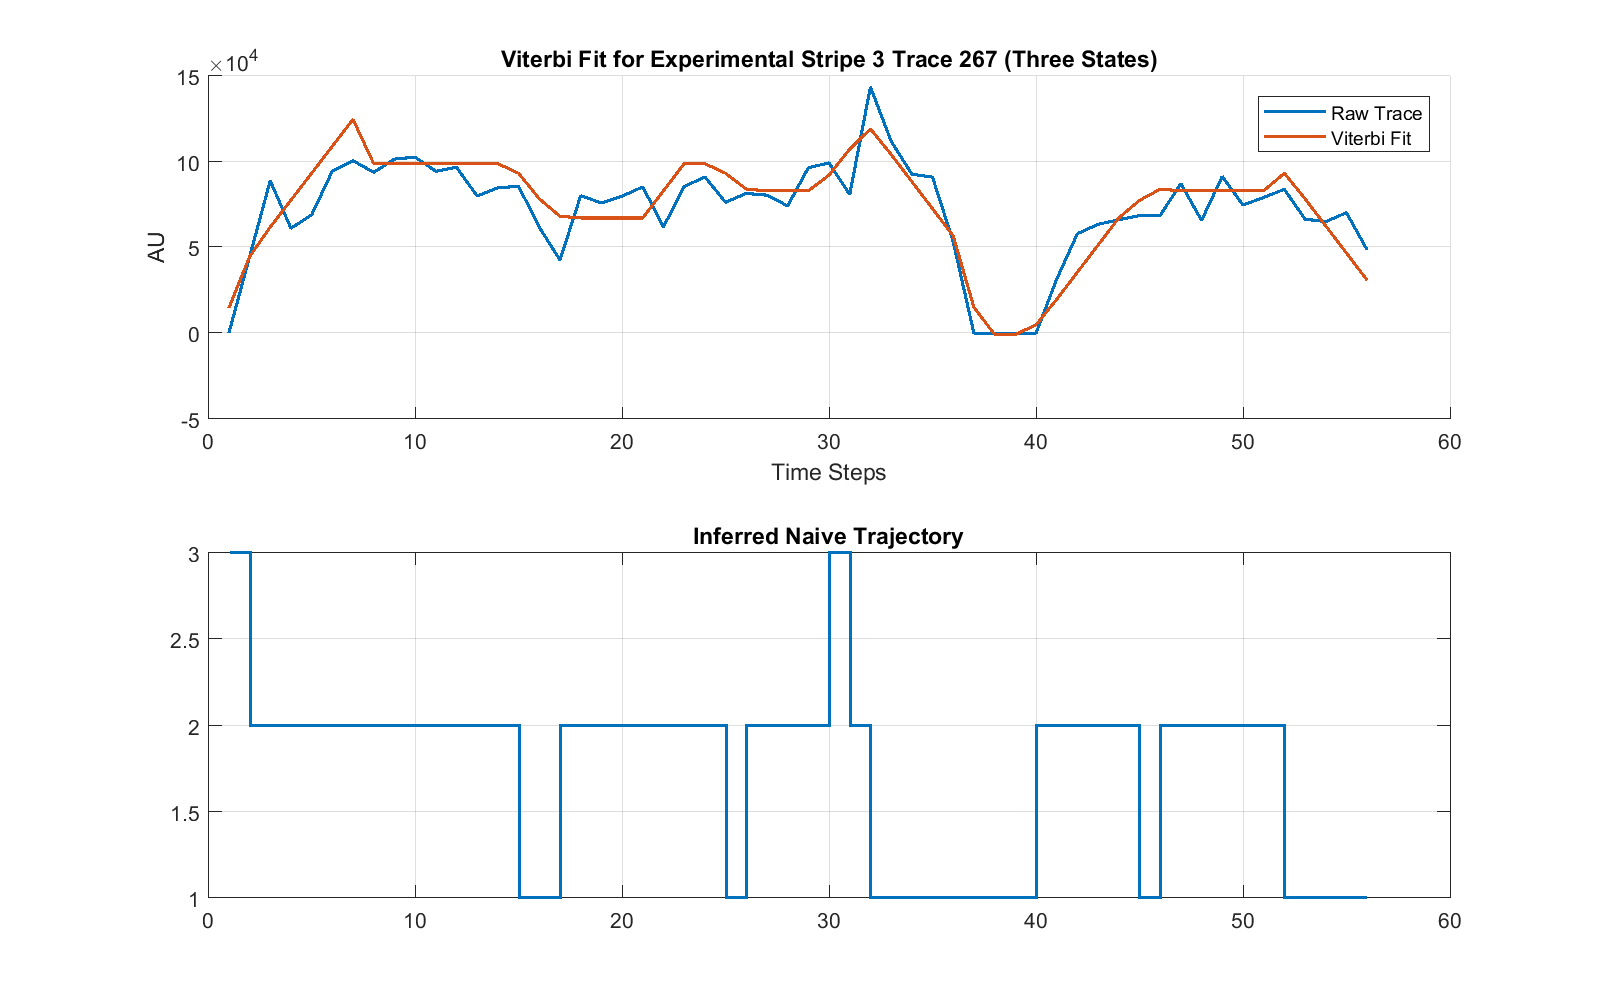 Viterbi Fit for Experimental Stripe 3 Trace 267 (Three States)
×10⁴
15
10
5
0
-5
AU
Raw Trace
Viterbi Fit
0 10 20 30 40 50 60
Time Steps
Inferred Naive Trajectory
3
2.5
2
1.5
1
0 10 20 30 40 50 60